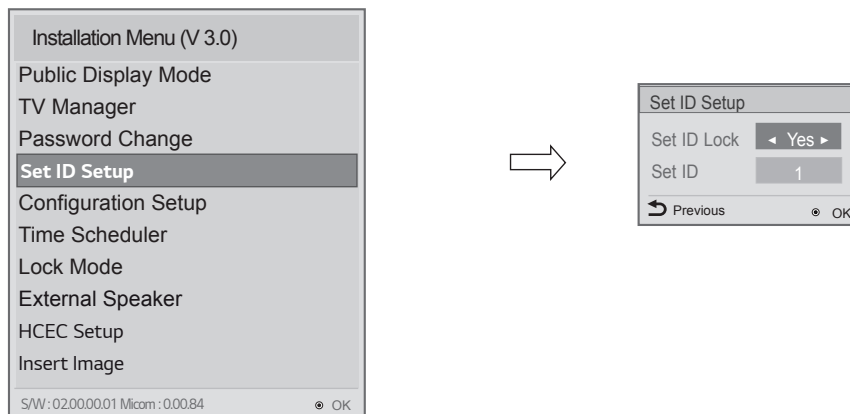 Installation Menu (V 3.0)
Public Display Mode
TV Manager
Password Change
Set ID Setup
Configuration Setup
Time Scheduler
Lock Mode
External Speaker
HCEC Setup
Insert Image
S/W : 02.00.00.01 Micom : 0.00.84 ◉ OK
Set ID Setup
Set ID Lock ◄ Yes ►
Set ID 1
Previous ◉ OK